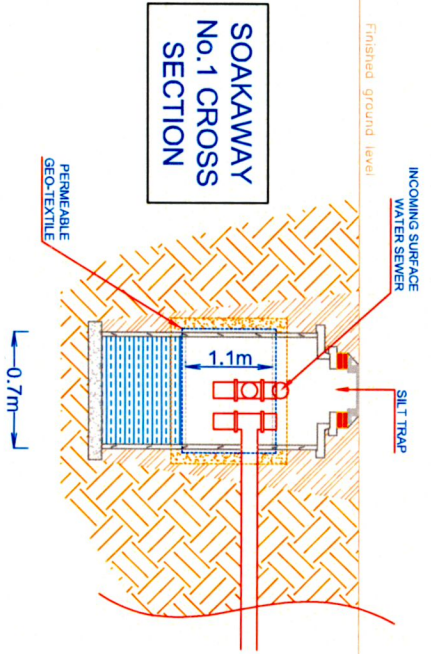 Finished ground level
SOAKAWAY
No.1 CROSS
SECTION
INCOMING SURFACE
WATER SEWER
SILT TRAP
PERMEABLE
GEO-TEXTILE
1.1m
0.7m